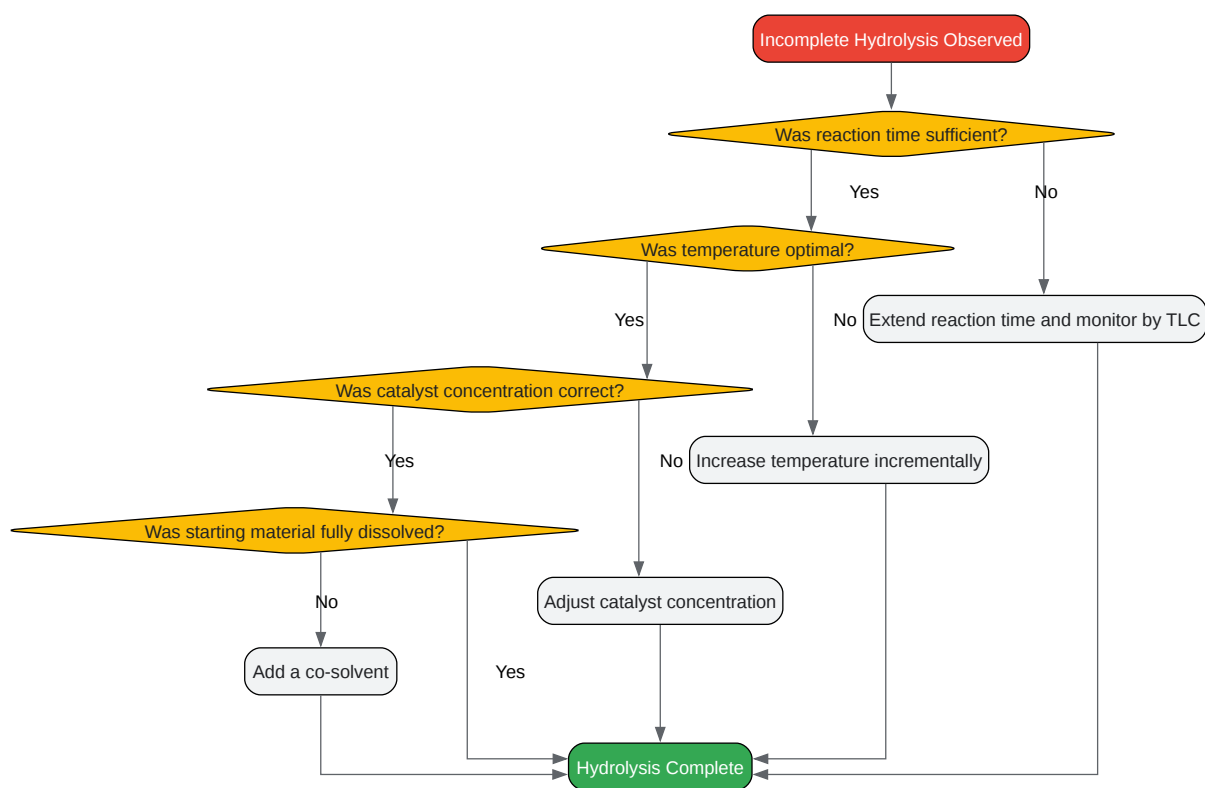 Incomplete Hydrolysis Observed
Was reaction time sufficient?
Yes
No
Was temperature optimal?
Yes
No
Extend reaction time and monitor by TLC
Was catalyst concentration correct?
Yes
No
Increase temperature incrementally
Was starting material fully dissolved?
No
Adjust catalyst concentration
Add a co-solvent
Yes
Hydrolysis Complete